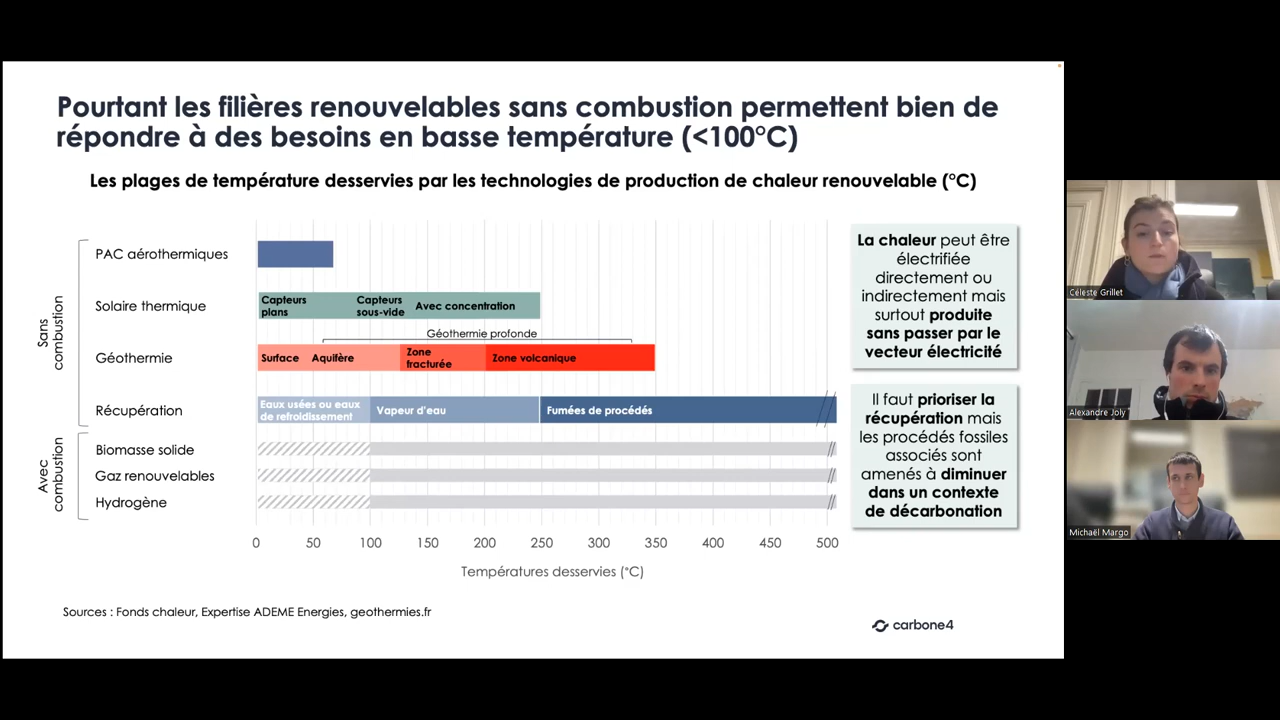 Pourtant les filières renouvelables sans combustion permettent bien de
répondre à des besoins en basse température (<100°C)
Les plages de température desservies par les technologies de production de chaleur renouvelable (°C)
Sans
combustion
PAC aérothermiques
Solaire thermique
Capteurs
plans
Capteurs
sous-vide
Avec concentration
Géothermie profonde
Géothermie
Surface
Aquifère
Zone
fracturée
Zone volcanique
Récupération
Eaux usées ou eaux
de refroidissement
Vapeur d'eau
Fumées de procédés
Avec
combustion
Biomasse solide
Gaz renouvelables
Hydrogène
0 50 100 150 200 250 300 350 400 450 500
Températures desservies (°C)
La chaleur peut être
électrifiée
directement ou
indirectement mais
surtout produite
sans passer par le
vecteur électricité
Il faut prioriser la
récupération mais
les procédés fossiles
associés sont
amenés à diminuer
dans un contexte
de décarbonation
Sources : Fonds chaleur, Expertise ADEME Energies, geothermies.fr
carbone4
Céleste Grillet
Alexandre Joly
Michaël Margo